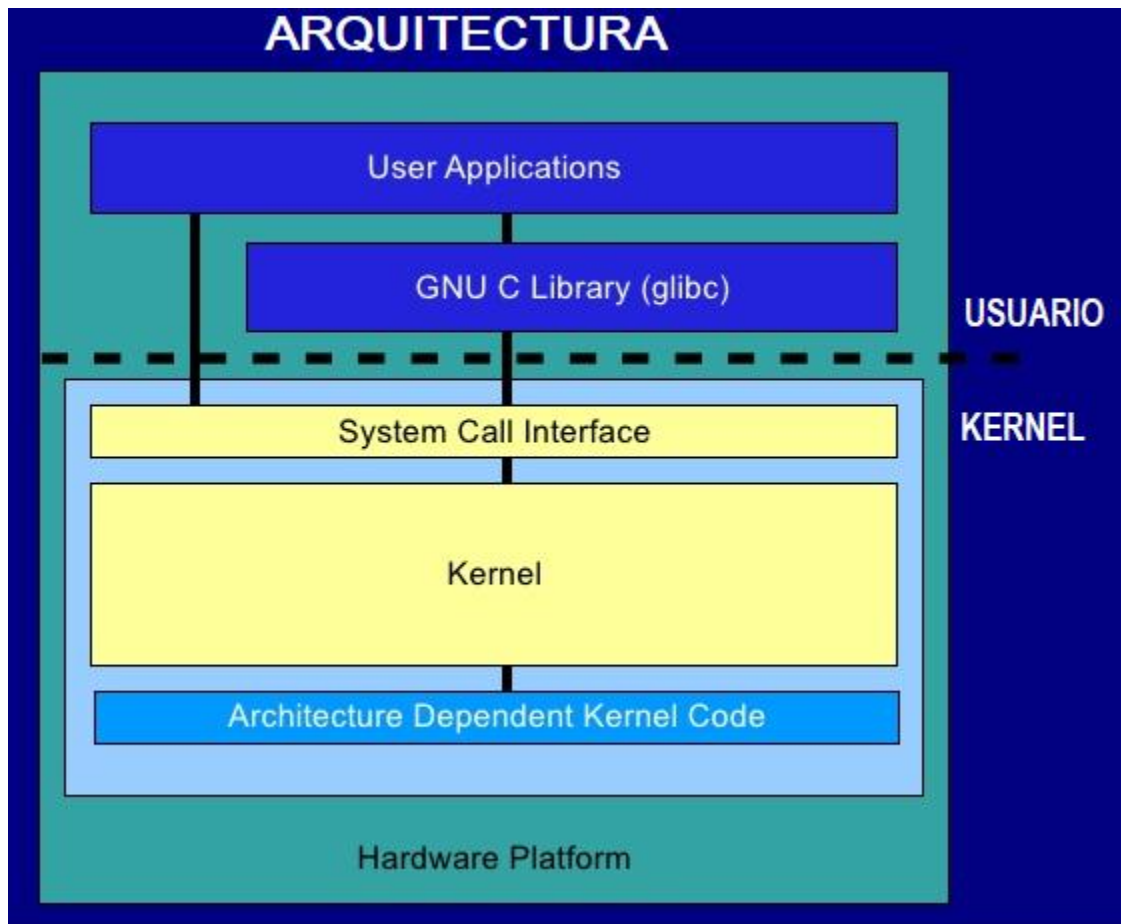 ARQUITECTURA
User Applications
GNU C Library (glibc)
USUARIO
System Call Interface
KERNEL
Kernel
Architecture Dependent Kernel Code
Hardware Platform